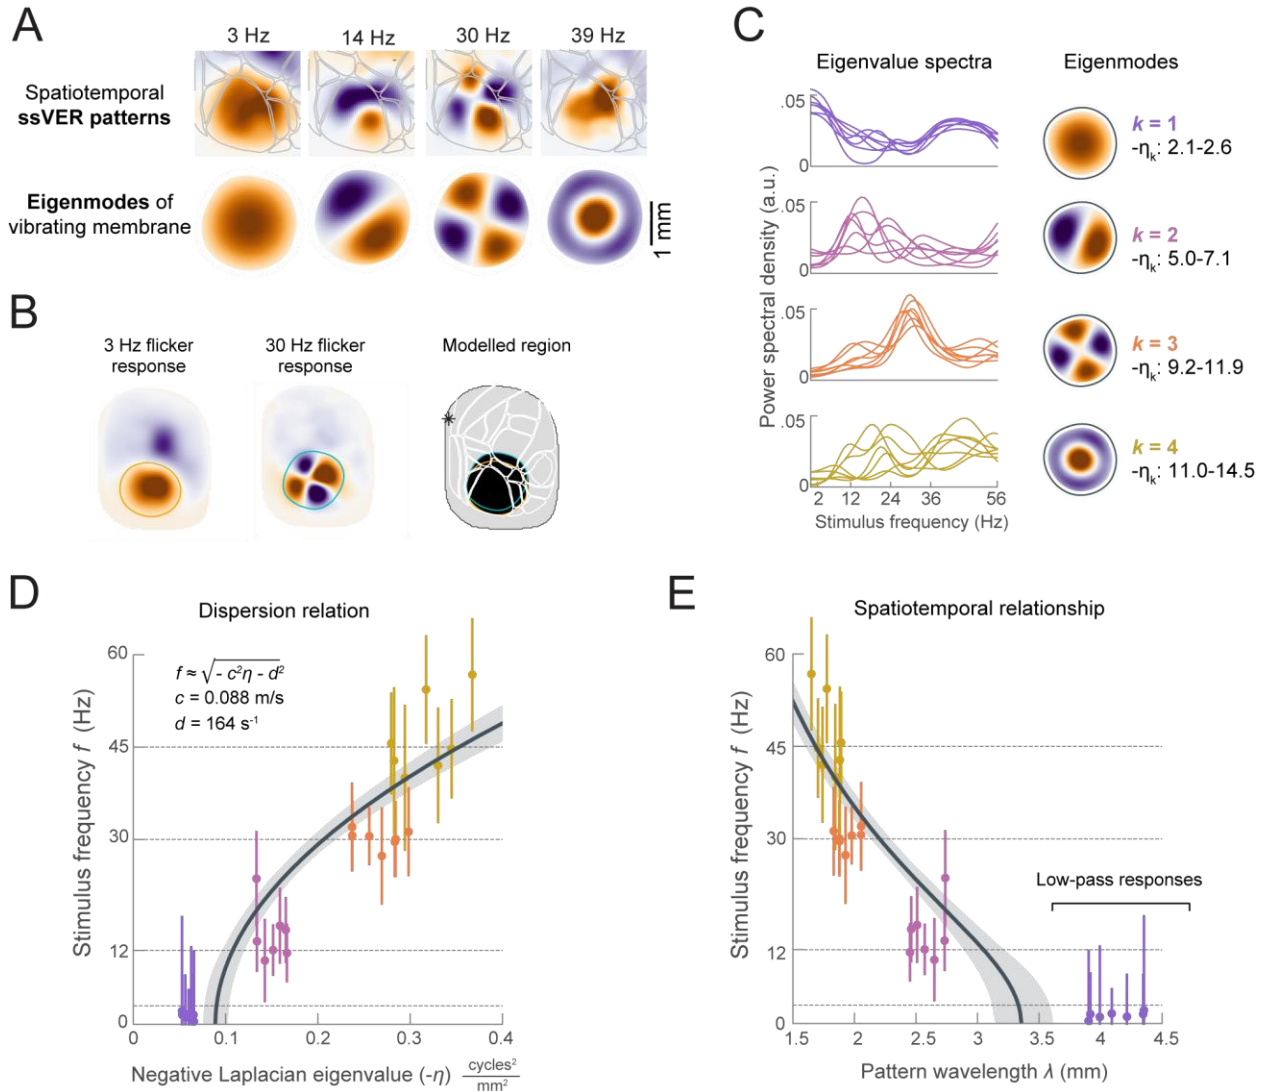 A
3 Hz
14 Hz
30 Hz
39 Hz
Spatiotemporal
ssVER patterns
Eigenmodes of
vibrating membrane
1 mm
B
3 Hz flicker
response
30 Hz flicker
response
Modelled region
*
C
Eigenvalue spectra
Eigenmodes
Power spectral density (a.u.)
.05
0
k = 1
-ηk: 2.1-2.6
.05
0
k = 2
-ηk: 5.0-7.1
.05
0
k = 3
-ηk: 9.2-11.9
.05
0
k = 4
-ηk: 11.0-14.5
2 12 24 36 56
Stimulus frequency (Hz)
D
Dispersion relation
f ≈ √- c²η - d²
c = 0.088 m/s
d = 164 s⁻¹
Stimulus frequency f (Hz)
60
45
30
12
0
0 0.1 0.2 0.3 0.4
Negative Laplacian eigenvalue (-η) cycles²
mm²
E
Spatiotemporal relationship
Low-pass responses
Stimulus frequency f (Hz)
60
45
30
12
0
1.5 2 2.5 3 3.5 4 4.5
Pattern wavelength λ (mm)